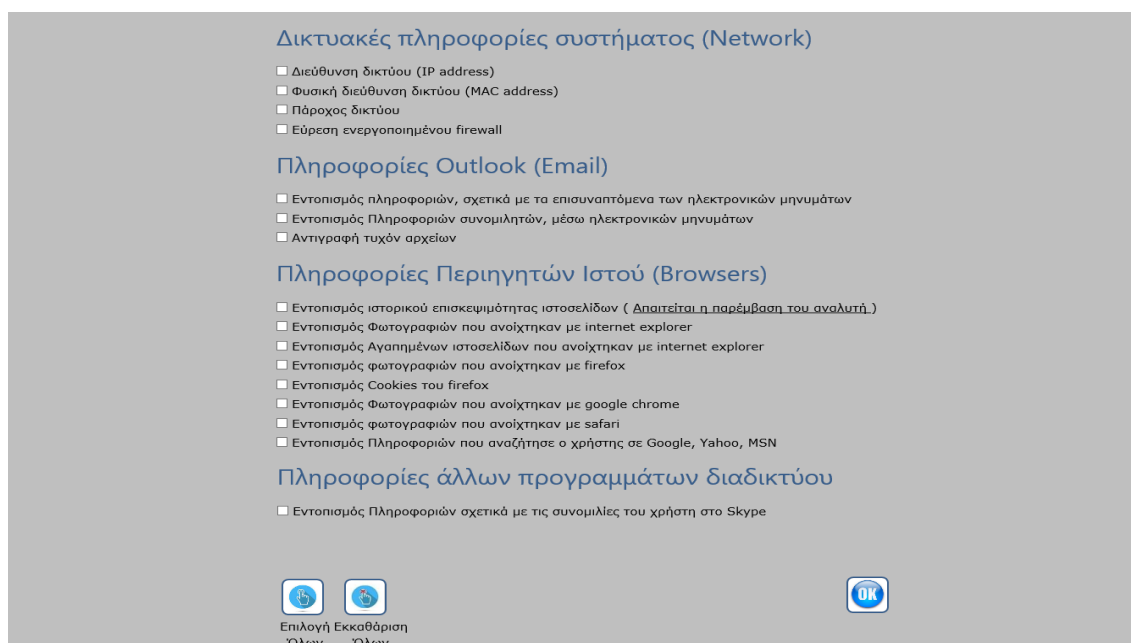 Δικτυακές πληροφορίες συστήματος (Network)
Διεύθυνση δικτύου (IP address)
Φυσική διεύθυνση δικτύου (MAC address)
Πάροχος δικτύου
Εύρεση ενεργοποιημένου firewall
Πληροφορίες Outlook (Email)
Εντοπισμός πληροφοριών, σχετικά με τα επισυναπτόμενα των ηλεκτρονικών μηνυμάτων
Εντοπισμός Πληροφοριών συνομιλητών, μέσω ηλεκτρονικών μηνυμάτων
Αντιγραφή τυχόν αρχείων
Πληροφορίες Περιηγητών Ιστού (Browsers)
Εντοπισμός ιστορικού επισκεψιμότητας ιστοσελίδων ( Απαιτείται η παρέμβαση του αναλυτή )
Εντοπισμός Φωτογραφιών που ανοίχτηκαν με internet explorer
Εντοπισμός Αγαπημένων ιστοσελίδων που ανοίχτηκαν με internet explorer
Εντοπισμός φωτογραφιών που ανοίχτηκαν με firefox
Εντοπισμός Cookies του firefox
Εντοπισμός Φωτογραφιών που ανοίχτηκαν με google chrome
Εντοπισμός φωτογραφιών που ανοίχτηκαν με safari
Εντοπισμός Πληροφοριών που αναζήτησε ο χρήστης σε Google, Yahoo, MSN
Πληροφορίες άλλων προγραμμάτων διαδικτύου
Εντοπισμός Πληροφοριών σχετικά με τις συνομιλίες του χρήστη στο Skype
OK
Επιλογή Εκκαθάριση
Όλων Όλων